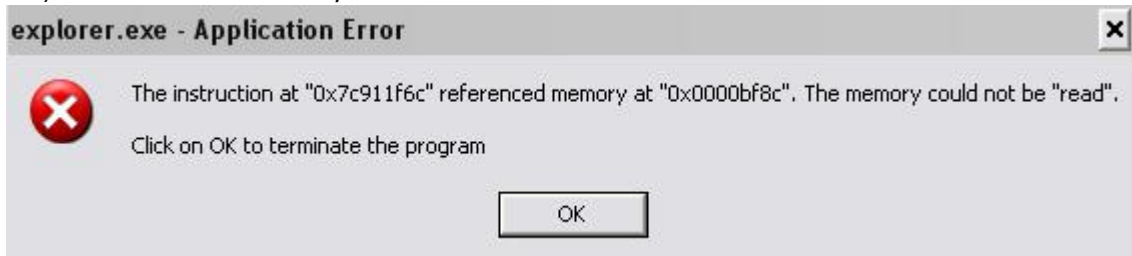 explorer.exe - Application Error
The instruction at "0x7c911f6c" referenced memory at "0x0000bf8c". The memory could not be "read".
Click on OK to terminate the program
OK